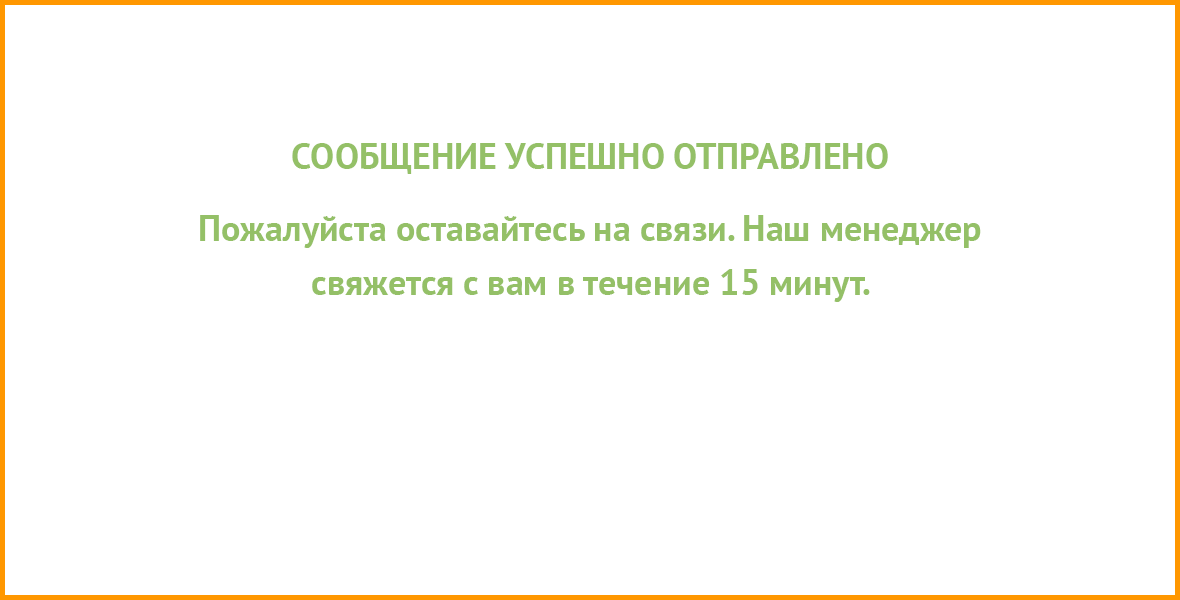 СООБЩЕНИЕ УСПЕШНО ОТПРАВЛЕНО
Пожалуйста оставайтесь на связи. Наш менеджер
свяжется с вам в течение 15 минут.